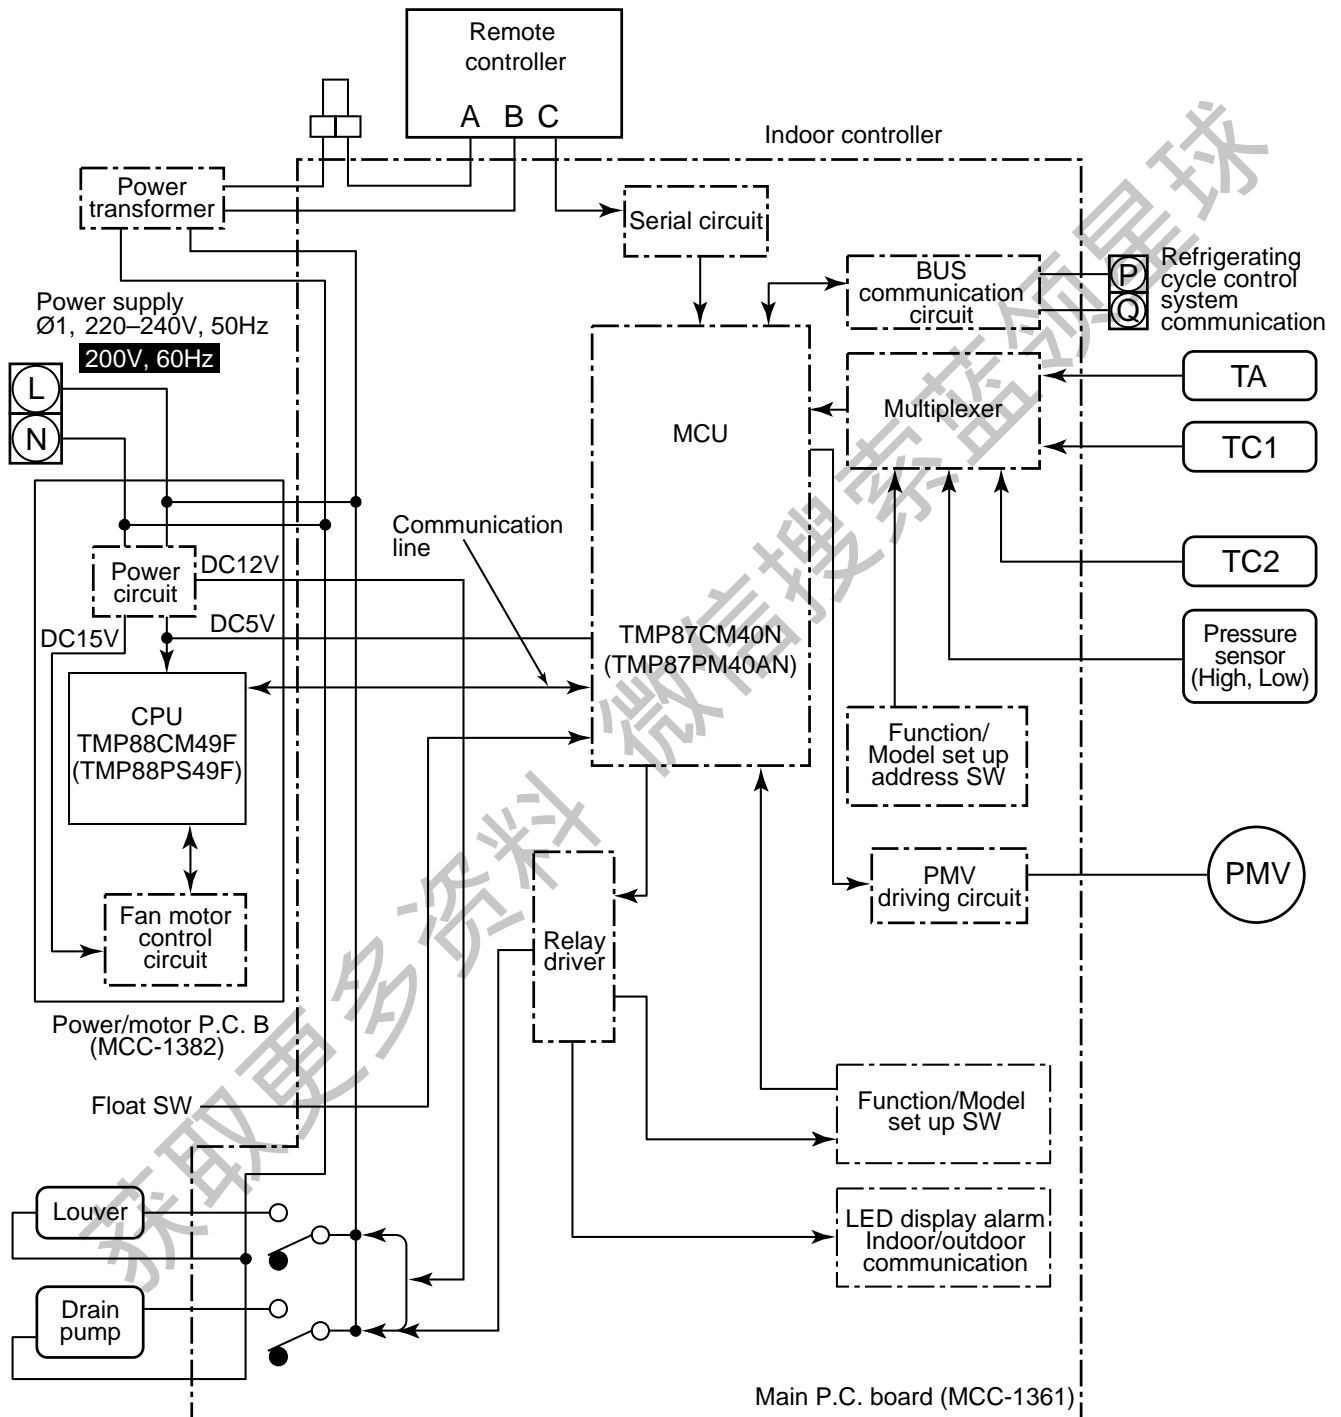 Remote
controller
A B C
Indoor controller
Power
transformer
Serial circuit
BUS
communication
circuit
P
Q
Refrigerating
cycle control
system
communication
Power supply
Ø1, 220–240V, 50Hz
200V, 60Hz
L
N
MCU
Multiplexer
TA
TC1
TC2
Communication
line
Power
circuit
DC12V
DC15V
DC5V
TMP87CM40N
(TMP87PM40AN)
Pressure
sensor
(High, Low)
CPU
TMP88CM49F
(TMP88PS49F)
Function/
Model set up
address SW
PMV
driving circuit
PMV
Fan motor
control
circuit
Relay
driver
Power/motor P.C. B
(MCC-1382)
Float SW
Function/Model
set up SW
Louver
LED display alarm
Indoor/outdoor
communication
Drain
pump
Main P.C. board (MCC-1361)
获取更多资料 微信搜索蓝领星球